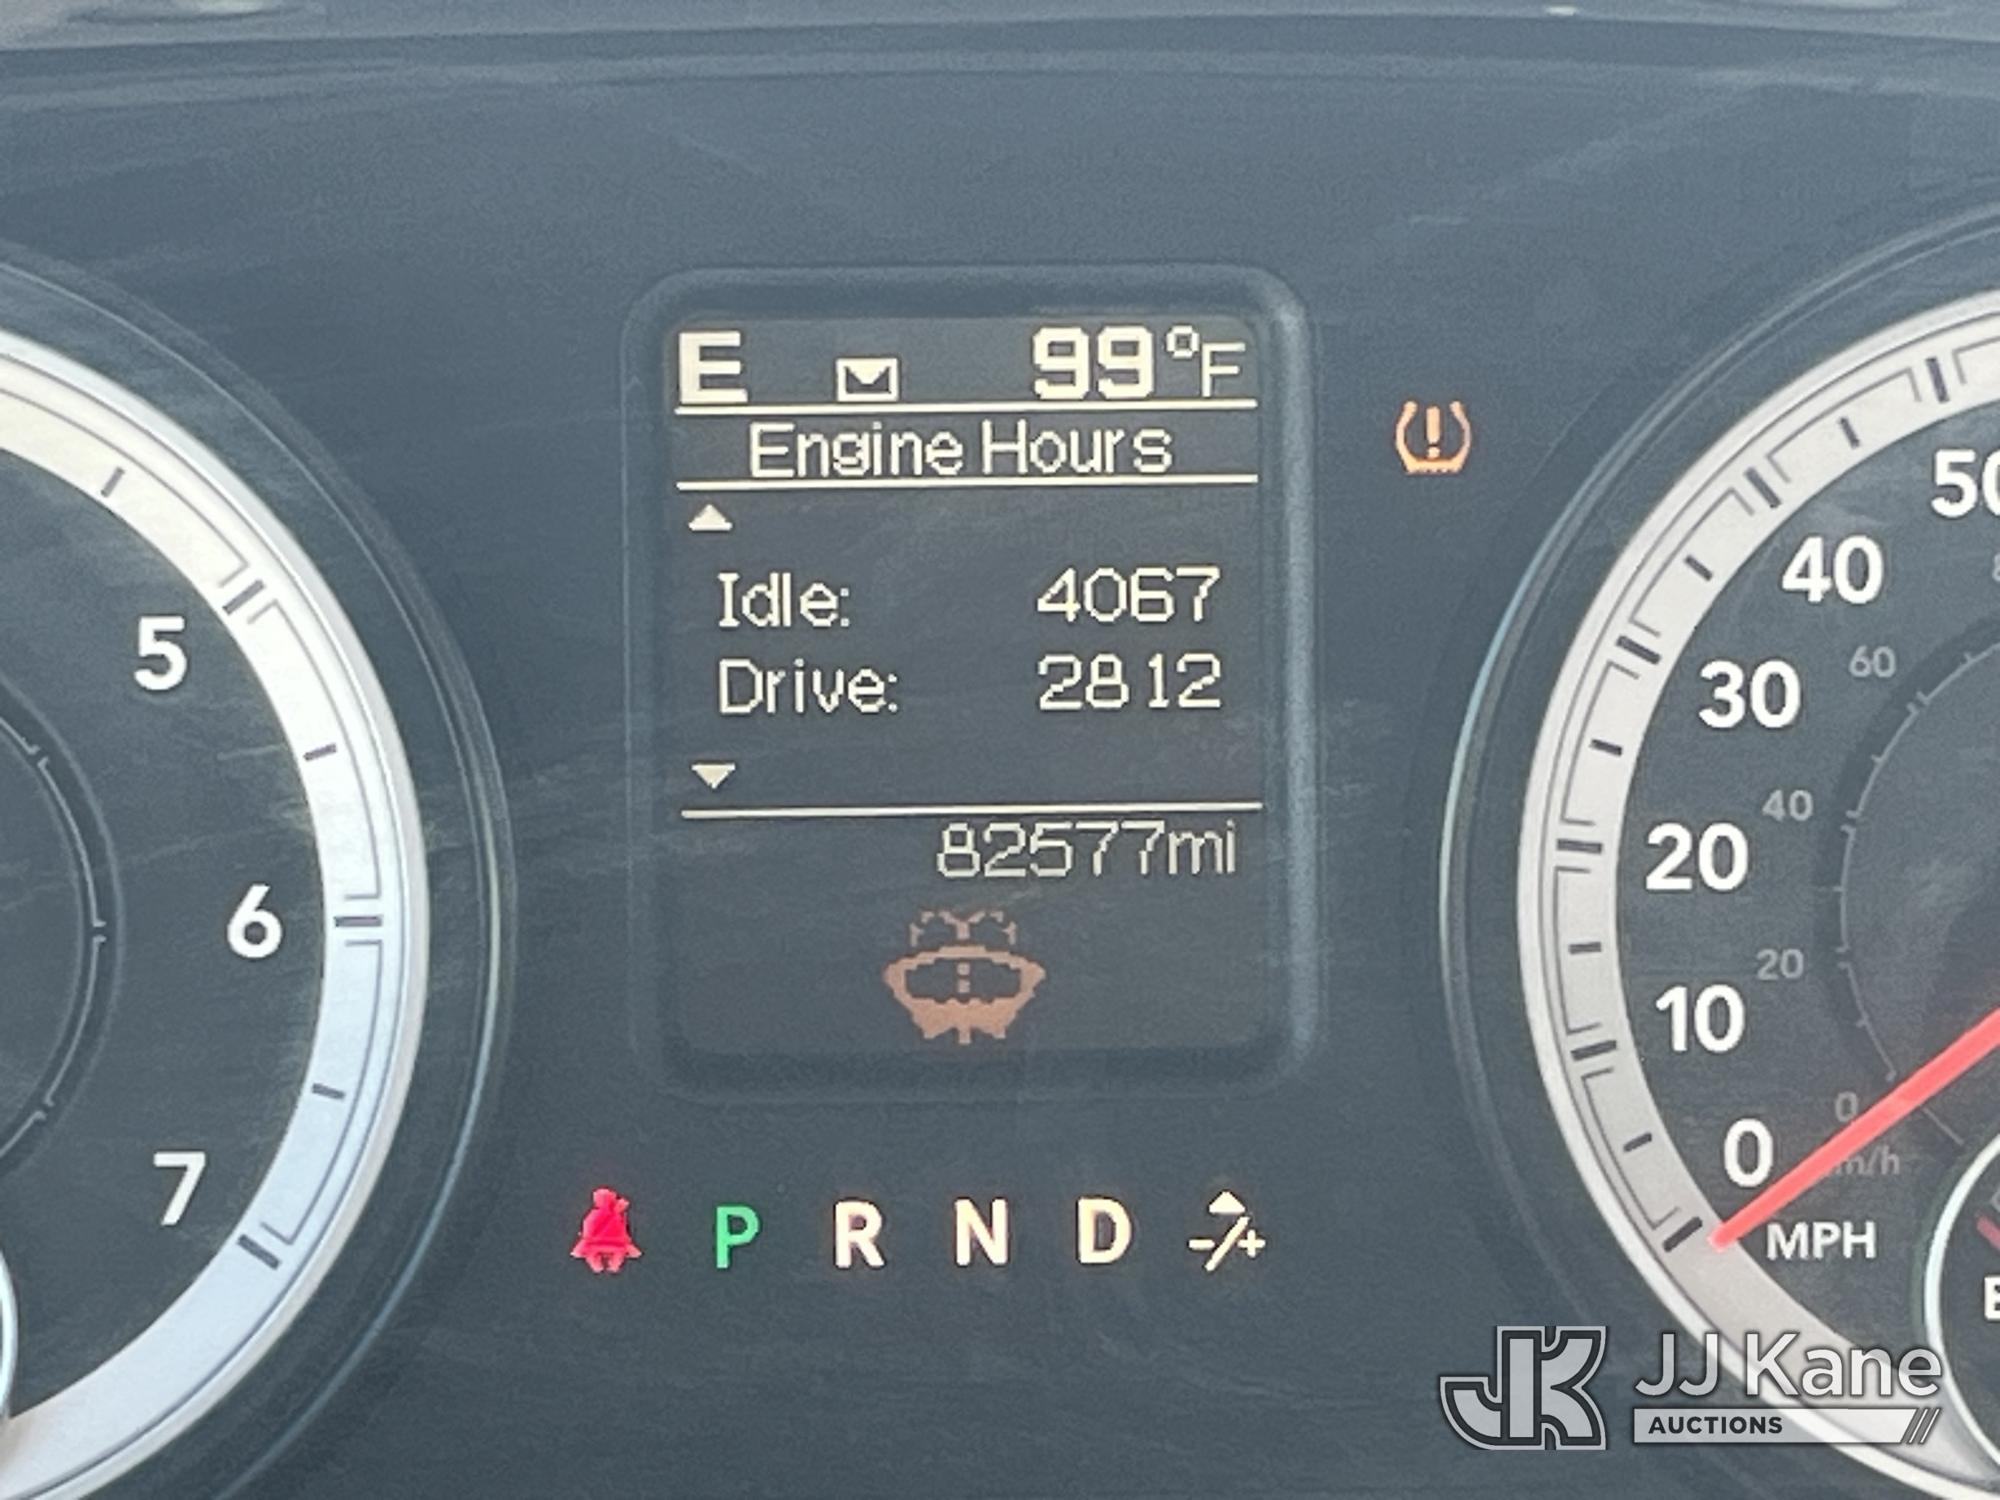 E 99°F
Engine Hours
Idle: 4067
Drive: 2812
82577mi
P R N D -/+
5
6
7
50
40
30
20
10
0
MPH
60
40
20
0
km/h
JK JJ Kane
AUCTIONS